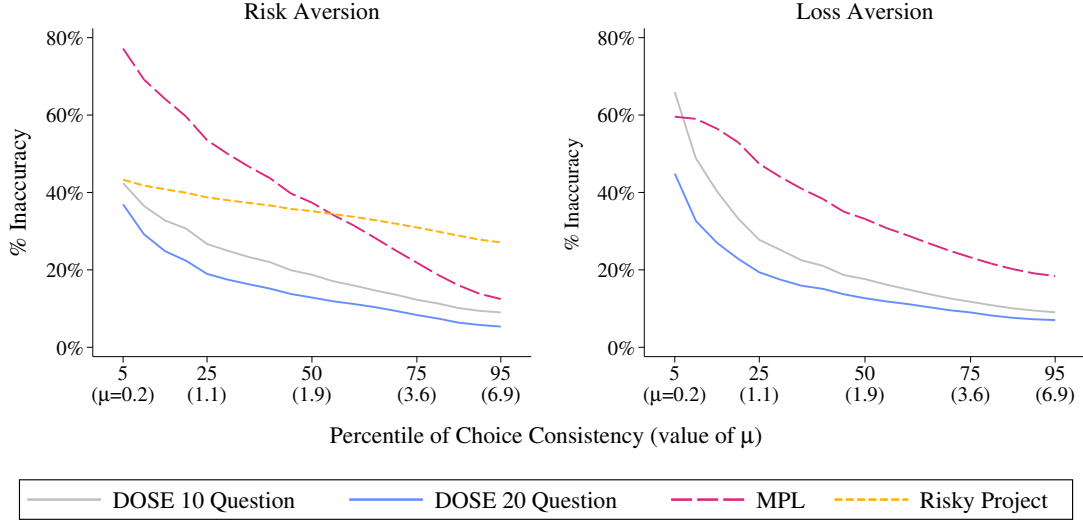 Risk Aversion
Loss Aversion
% Inaccuracy
80%
60%
40%
20%
0%
5 25 50 75 95
(μ=0.2) (1.1) (1.9) (3.6) (6.9)
% Inaccuracy
80%
60%
40%
20%
0%
5 25 50 75 95
(μ=0.2) (1.1) (1.9) (3.6) (6.9)
Percentile of Choice Consistency (value of μ)
DOSE 10 Question DOSE 20 Question MPL Risky Project